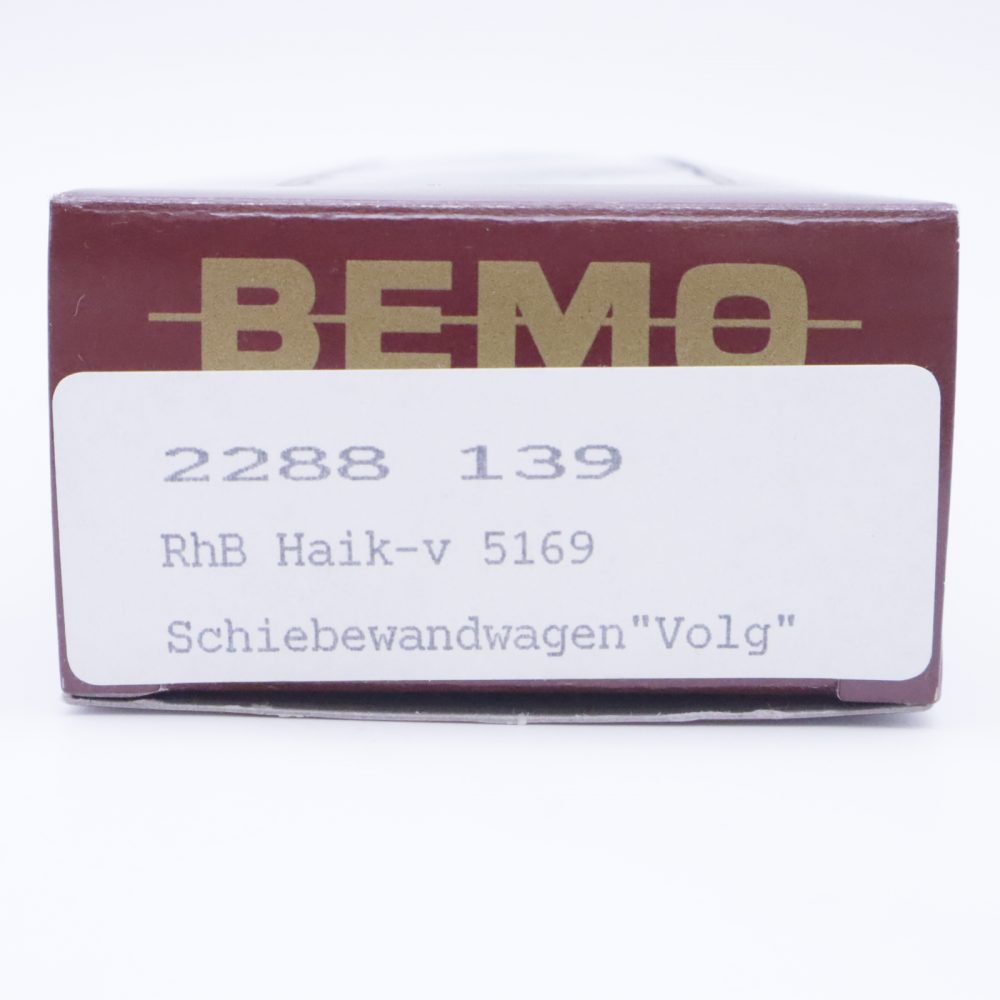 BEMO
2288 139
RhB Haik-v 5169
Schiebewandwagen"Volg"